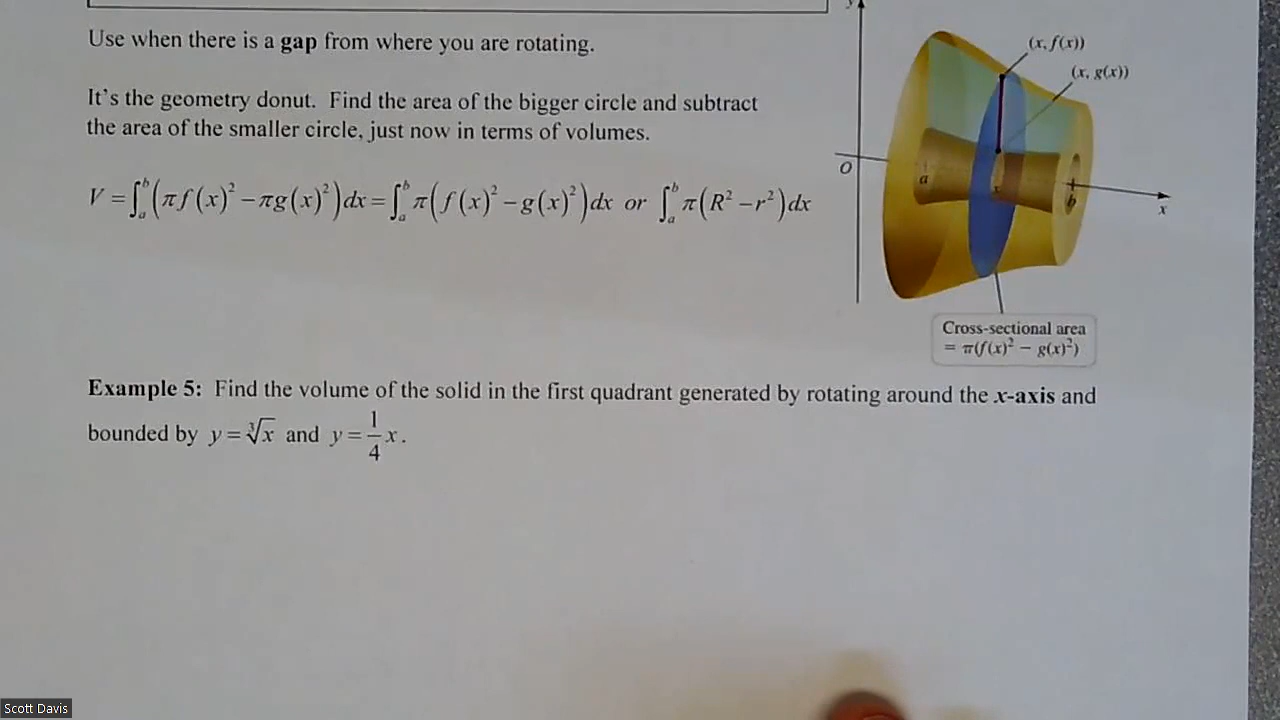 y
Use when there is a gap from where you are rotating.
(x, f(x))
(x, g(x))
It's the geometry donut. Find the area of the bigger circle and subtract
the area of the smaller circle, just now in terms of volumes.
O
a
x
b
x
V = ∫_a^b (πf(x)² − πg(x)²)dx = ∫_a^b π(f(x)² − g(x)²)dx or ∫_a^b π(R² − r²)dx
Cross-sectional area
= π(f(x)² − g(x)²)
Example 5: Find the volume of the solid in the first quadrant generated by rotating around the x-axis and
bounded by y = ∛x and y = 1/4 x.
Scott Davis